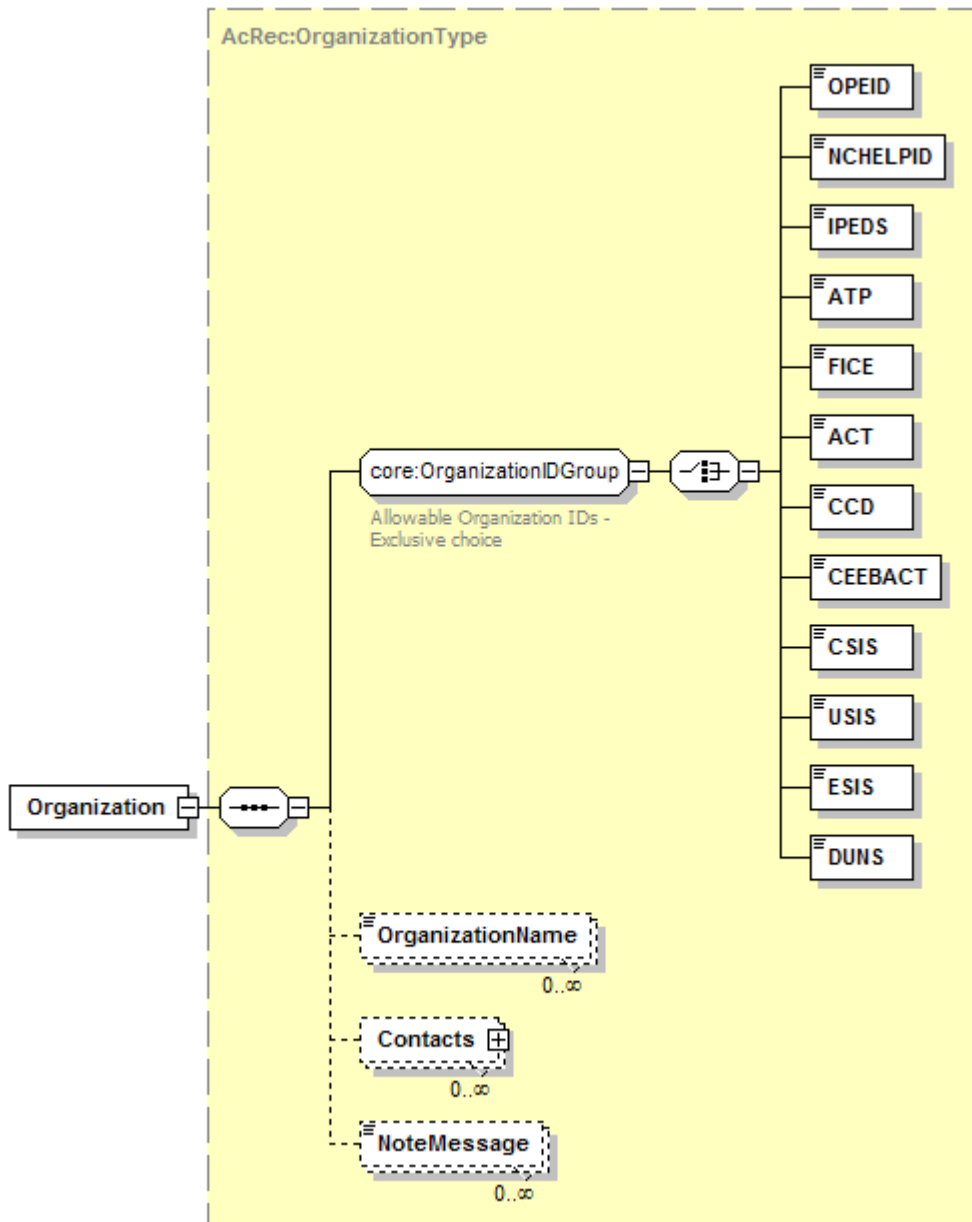 AcRec:OrganizationType
OPEID
NCHELPID
IPEDS
ATP
FICE
ACT
core:OrganizationIDGroup
Allowable Organization IDs -
Exclusive choice
CCD
CEEBACT
CSIS
USIS
ESIS
Organization
DUNS
OrganizationName
0..∞
Contacts
0..∞
NoteMessage
0..∞